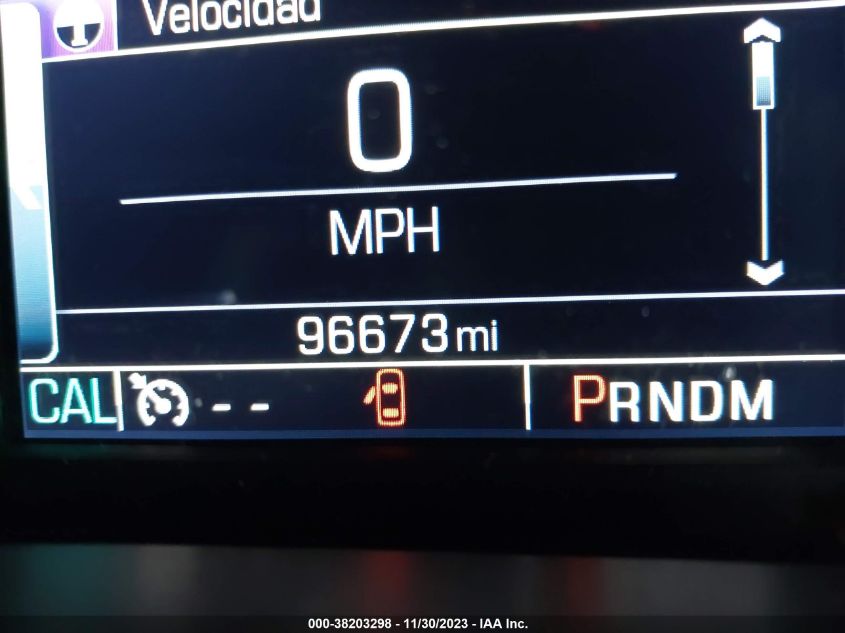 Velocidad
0
MPH
96673 mi
CAL -- PRNDM
000-38203298 - 11/30/2023 - IAA Inc.